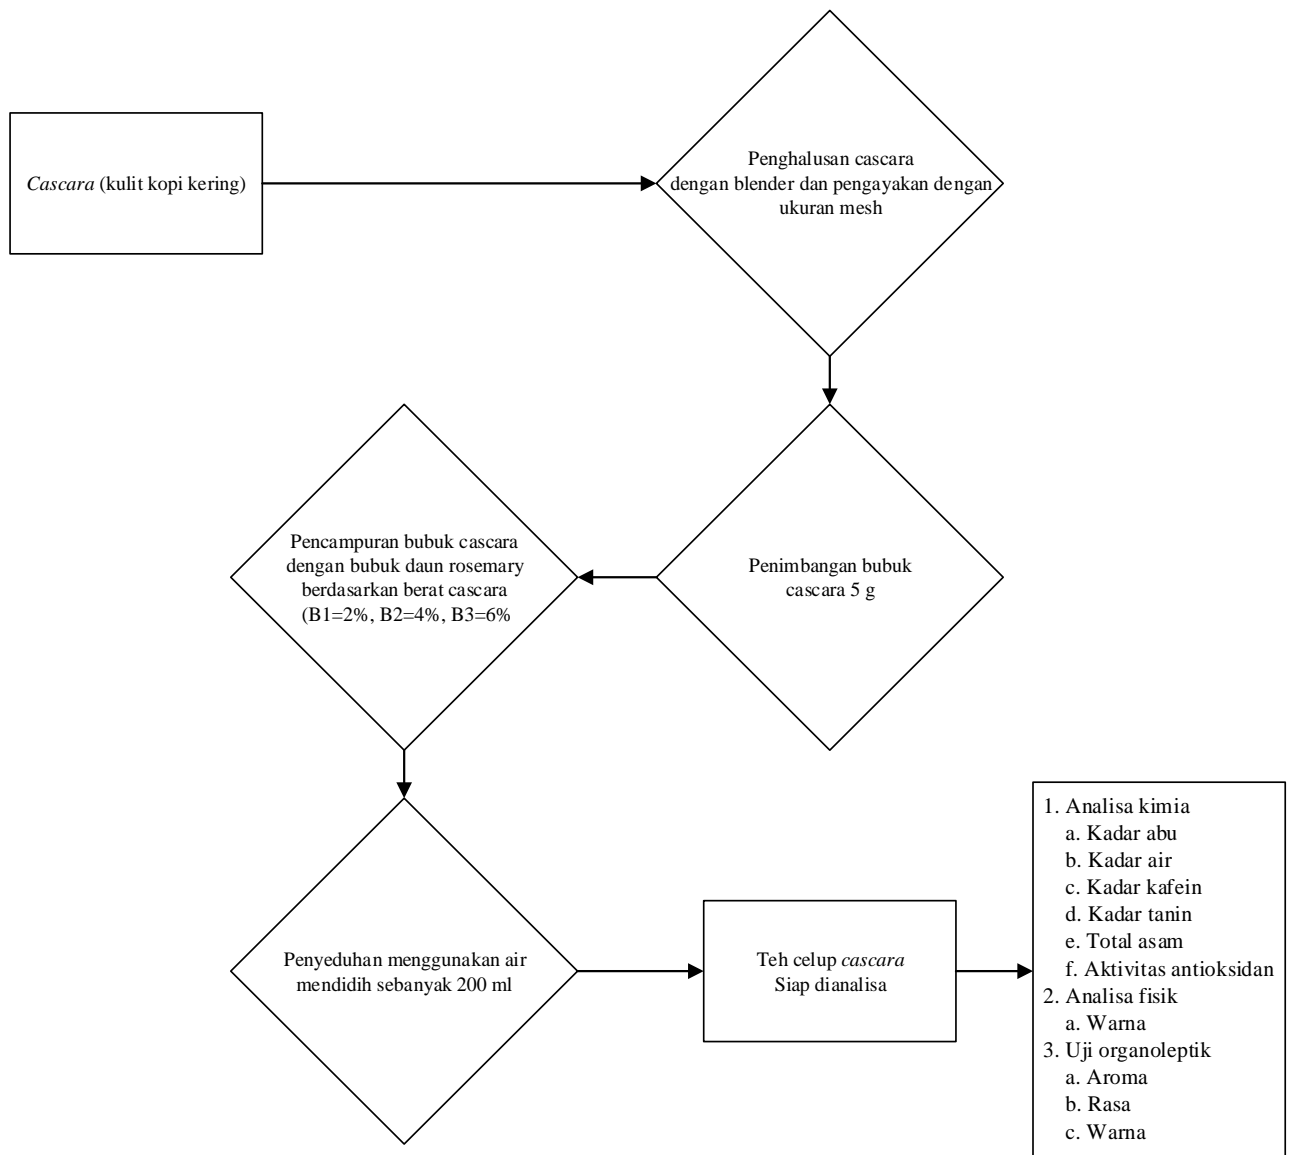 Cascara (kulit kopi kering)
Penghalusan cascara
dengan blender dan pengayakan dengan
ukuran mesh
Penimbangan bubuk
cascara 5 g
Pencampuran bubuk cascara
dengan bubuk daun rosemary
berdasarkan berat cascara
(B1=2%, B2=4%, B3=6%
Penyeduhan menggunakan air
mendidih sebanyak 200 ml
Teh celup cascara
Siap dianalisa
1. Analisa kimia
a. Kadar abu
b. Kadar air
c. Kadar kafein
d. Kadar tanin
e. Total asam
f. Aktivitas antioksidan
2. Analisa fisik
a. Warna
3. Uji organoleptik
a. Aroma
b. Rasa
c. Warna